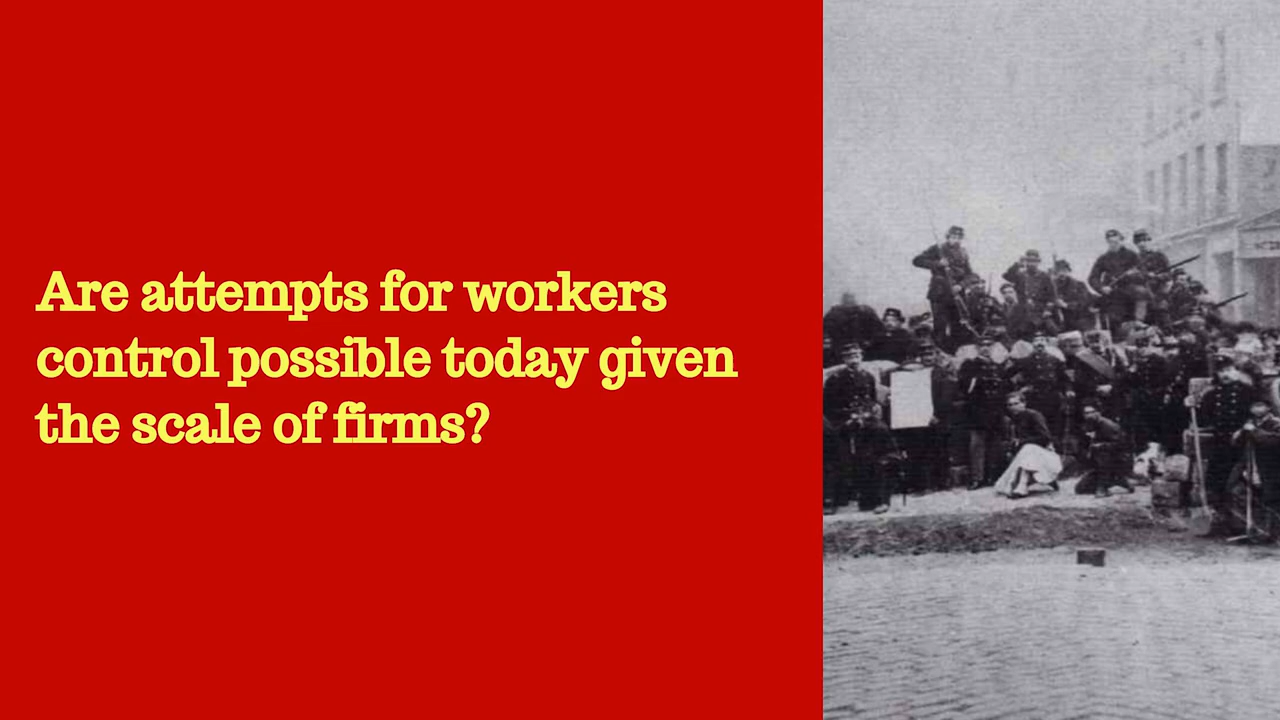 Are attempts for workers
control possible today given
the scale of firms?